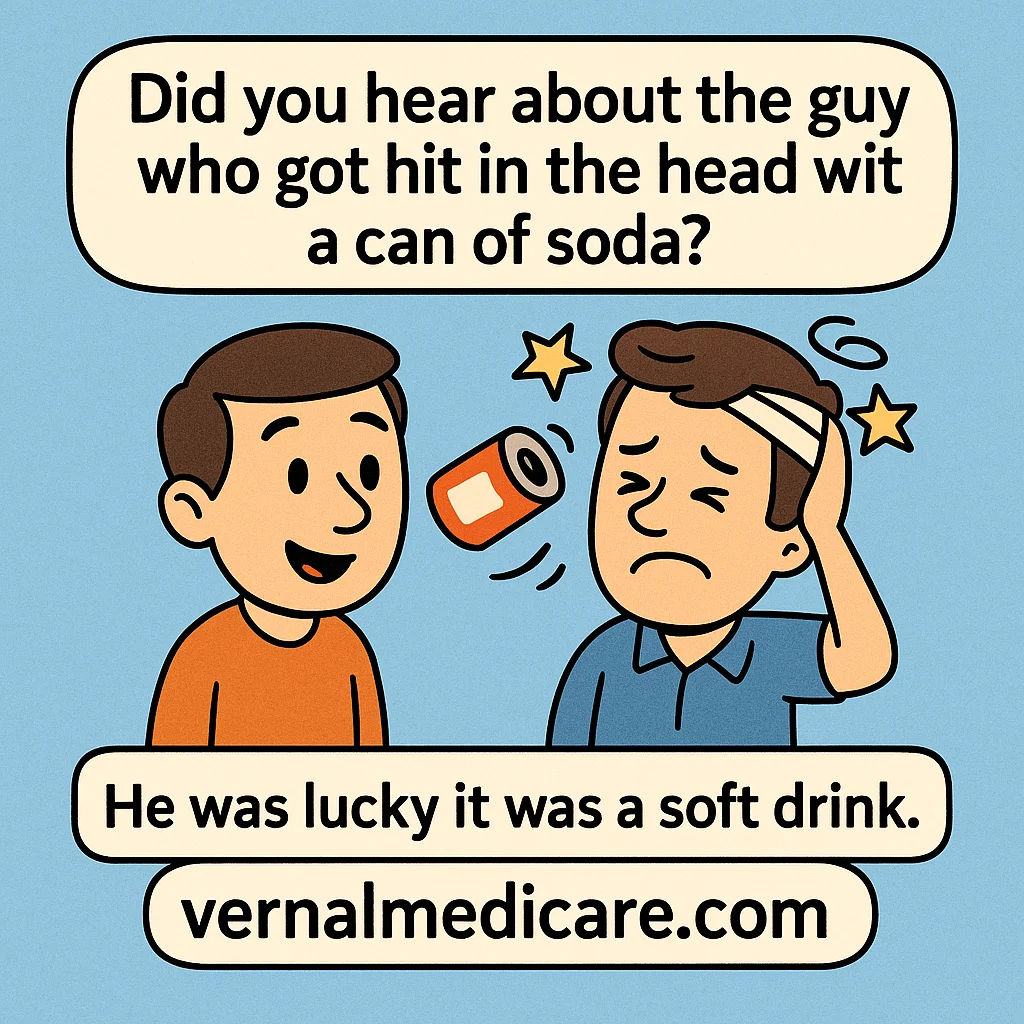 Did you hear about the guy
who got hit in the head wit
a can of soda?
He was lucky it was a soft drink.
vernalmedicare.com